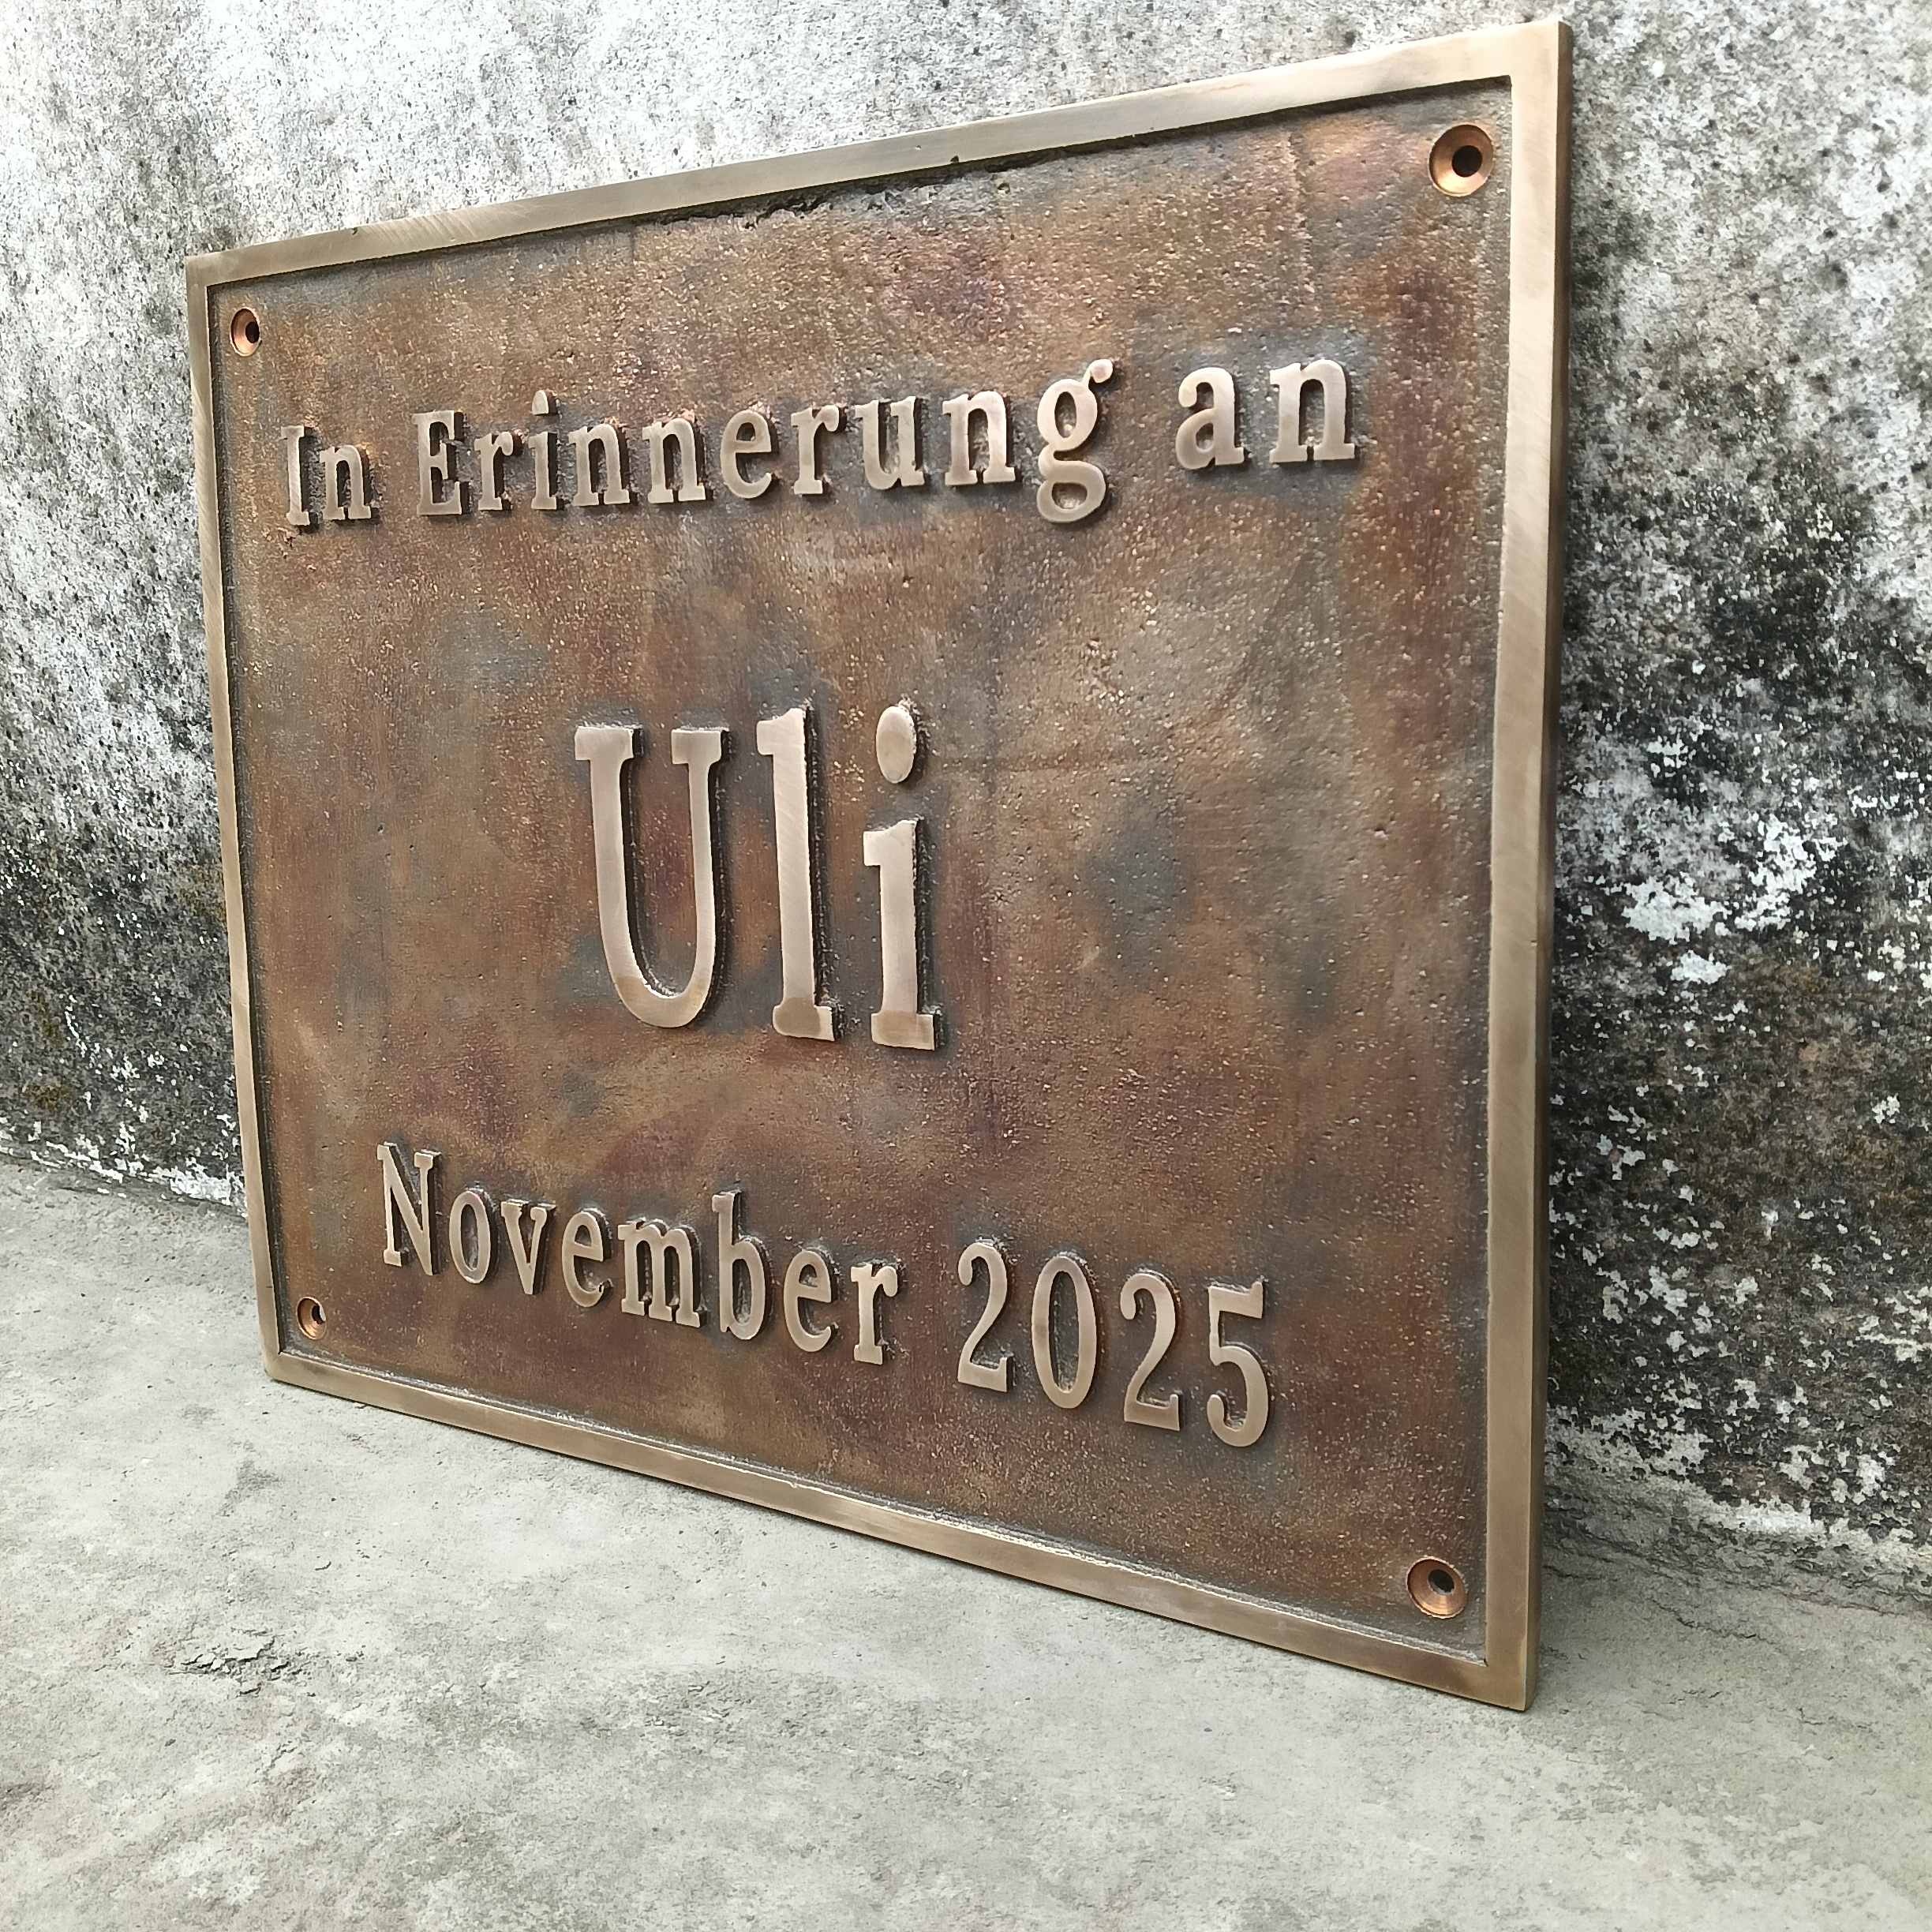 In Erinnerung an
Uli
November 2025